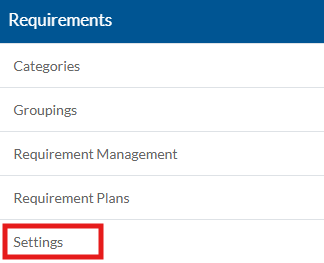 Requirements
Categories
Groupings
Requirement Management
Requirement Plans
Settings